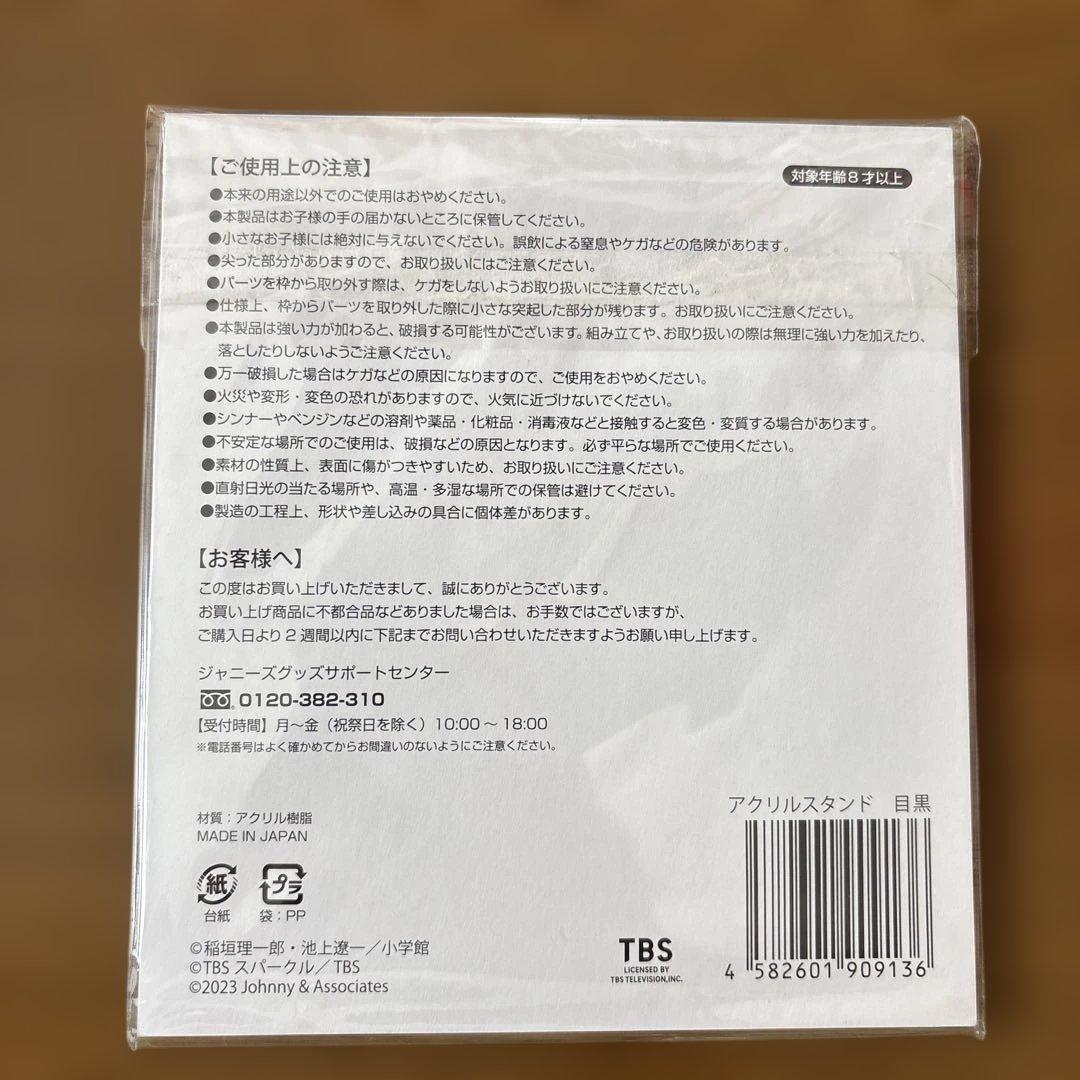 【ご使用上の注意】
対象年齢8才以上
●本来の用途以外でのご使用はおやめください。
●本製品はお子様の手の届かないところに保管してください。
●小さなお子様には絶対に与えないでください。誤飲による窒息やケガなどの危険があります。
●尖った部分がありますので、お取り扱いにはご注意ください。
●パーツを枠から取り外す際は、ケガをしないようお取り扱いにご注意ください。
●仕様上、枠からパーツを取り外した際に小さな突起した部分が残ります。お取り扱いにご注意ください。
●本製品は強い力が加わると、破損する可能性がございます。組み立てや、お取り扱いの際は無理に強い力を加えたり、
落としたりしないようご注意ください。
●万一破損した場合はケガなどの原因になりますので、ご使用をおやめください。
●火災や変形・変色の恐れがありますので、火気に近づけないでください。
●シンナーやベンジンなどの溶剤や薬品・化粧品・消毒液などと接触すると変色・変質する場合があります。
●不安定な場所でのご使用は、破損などの原因となります。必ず平らな場所でご使用ください。
●素材の性質上、表面に傷がつきやすいため、お取り扱いにご注意ください。
●直射日光の当たる場所や、高温・多湿な場所での保管は避けてください。
●製造の工程上、形状や差し込みの具合に個体差があります。
【お客様へ】
この度はお買い上げいただきまして、誠にありがとうございます。
お買い上げ商品に不都合品などありました場合は、お手数ではございますが、
ご購入日より2週間以内に下記までお問い合わせいただきますようお願い申し上げます。
ジャニーズグッズサポートセンター
0120-382-310
【受付時間】月～金（祝祭日を除く）10:00～18:00
※電話番号はよく確かめてからお間違いのないようにご注意ください。
アクリルスタンド 目黒
材質：アクリル樹脂
MADE IN JAPAN
紙 プラ
台紙 袋：PP
©稲垣理一郎・池上遼一／小学館
©TBSスパークル／TBS
©2023 Johnny & Associates
TBS
LICENSED BY
TBS TELEVISION, INC.
4 582601 909136